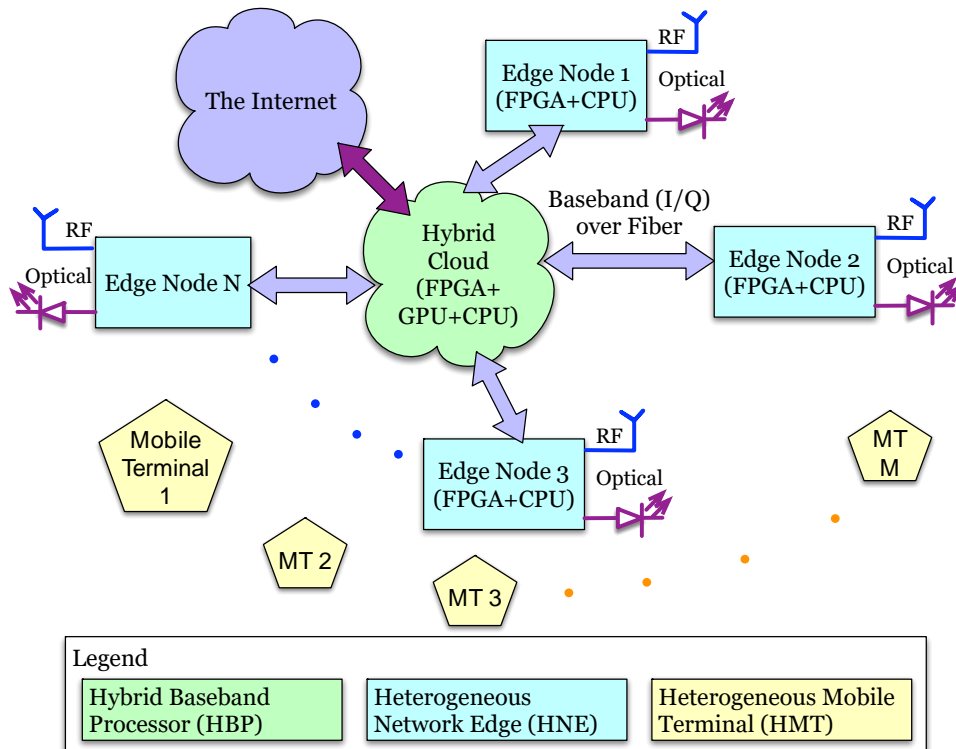 RF
Edge Node 1
(FPGA+CPU)
Optical
The Internet
Baseband (I/Q)
over Fiber
RF
Edge Node 2
(FPGA+CPU)
Optical
Hybrid
Cloud
(FPGA+
GPU+CPU)
RF
Optical
Edge Node N
RF
Edge Node 3
(FPGA+CPU)
Optical
Mobile
Terminal
1
MT 2
MT 3
MT
M
Legend
Hybrid Baseband
Processor (HBP)
Heterogeneous
Network Edge (HNE)
Heterogeneous Mobile
Terminal (HMT)